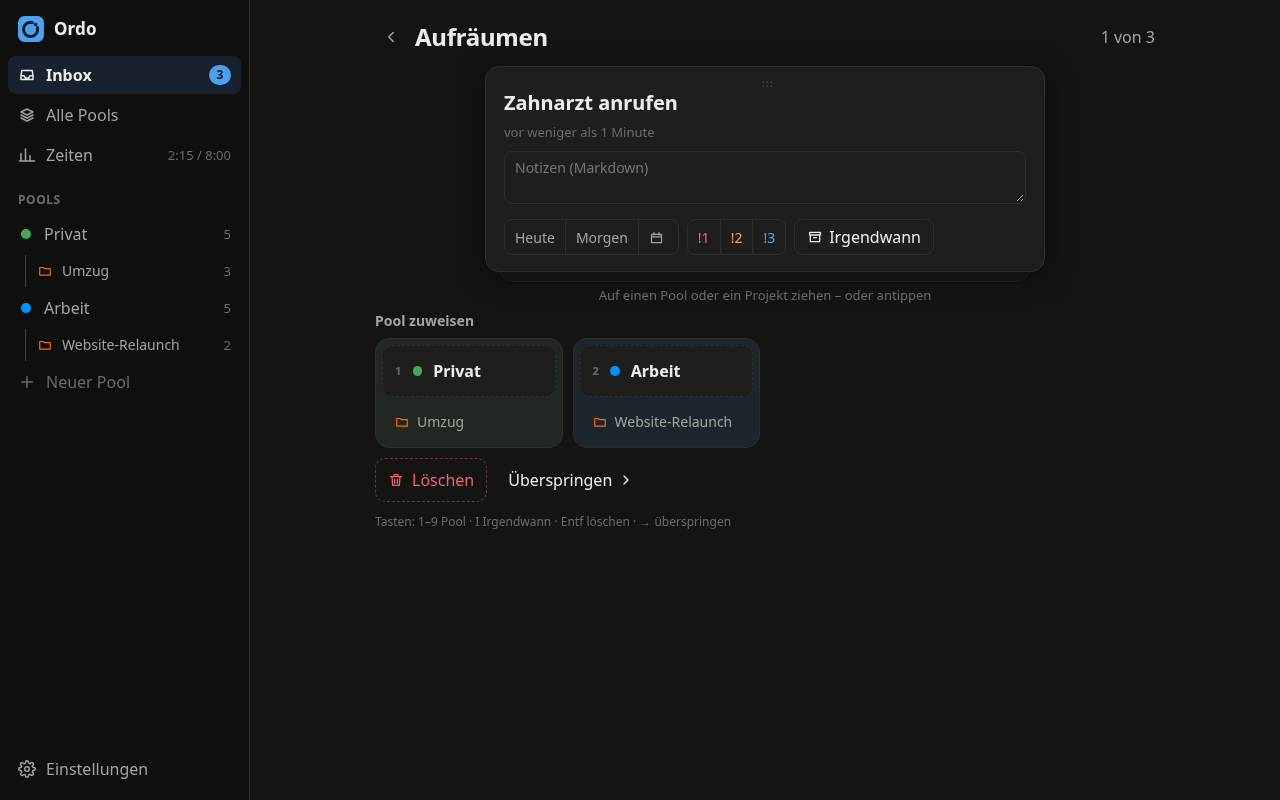 Ordo
Inbox 3
Alle Pools
Zeiten 2:15 / 8:00
POOLS
Privat 5
Umzug 3
Arbeit 5
Website-Relaunch 2
Neuer Pool
Einstellungen
Aufräumen 1 von 3
Zahnarzt anrufen
vor weniger als 1 Minute
Notizen (Markdown)
Heute Morgen !1 !2 !3 Irgendwann
Auf einen Pool oder ein Projekt ziehen – oder antippen
Pool zuweisen
1 Privat 2 Arbeit
Umzug Website-Relaunch
Löschen Überspringen
Tasten: 1–9 Pool · I Irgendwann · Entf löschen · → überspringen